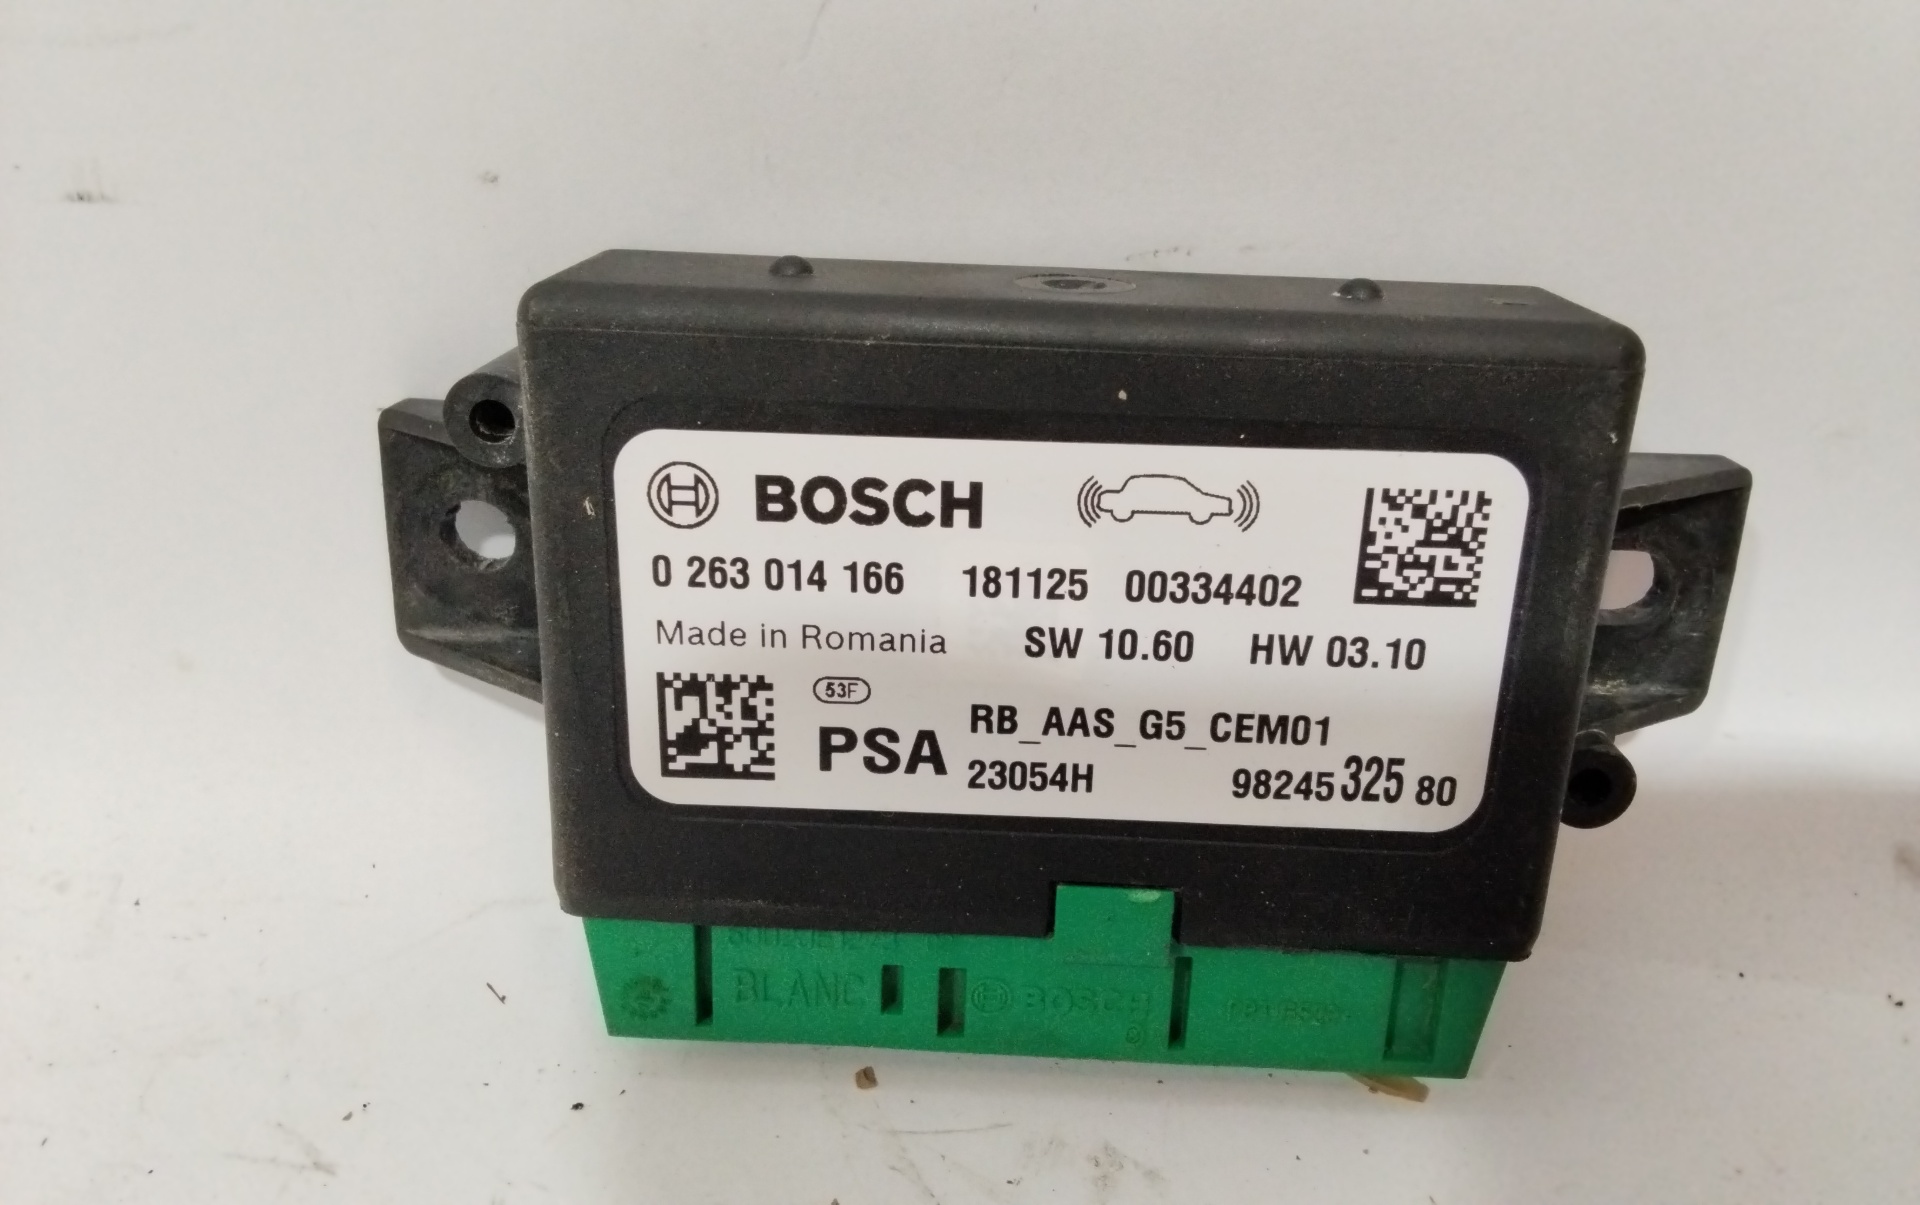 BOSCH
0 263 014 166 181125 00334402
Made in Romania SW 10.60 HW 03.10
53F
PSA RB_AAS_G5_CEM01
23054H 98245 325 80
BLANC BOSCH